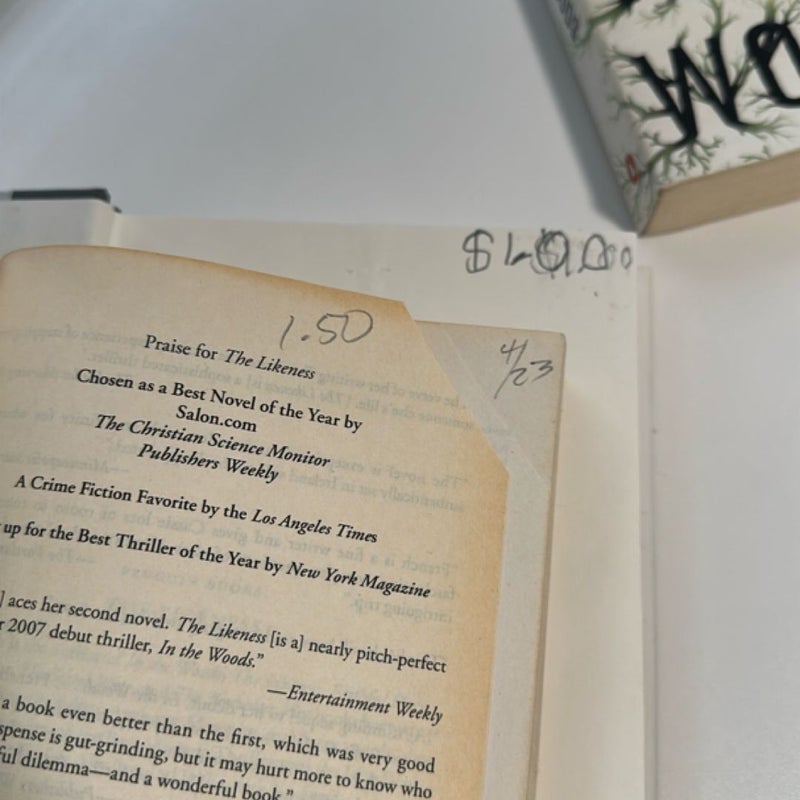 1.50
4/23
Praise for The Likeness
Chosen as a Best Novel of the Year by
Salon.com
The Christian Science Monitor
Publishers Weekly
A Crime Fiction Favorite by the Los Angeles Times
up for the Best Thriller of the Year by New York Magazine
] aces her second novel. The Likeness [is a] nearly pitch-perfect
2007 debut thriller, In the Woods.”
—Entertainment Weekly
a book even better than the first, which was very good
spense is gut-grinding, but it may hurt more to know who
ful dilemma—and a wonderful book.”